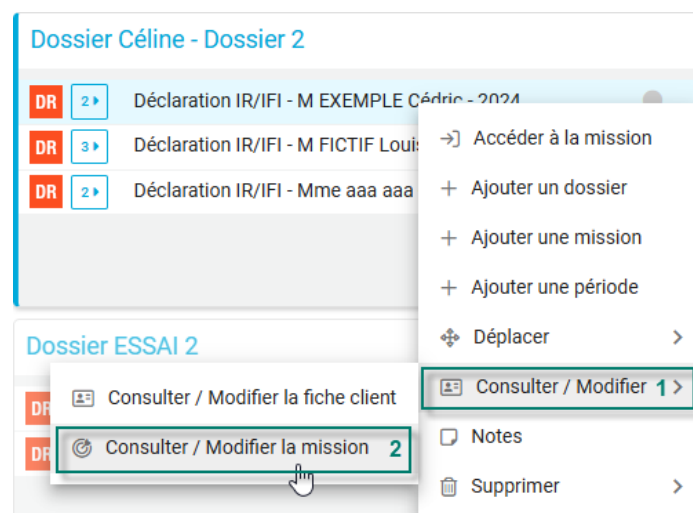 Dossier Céline - Dossier 2
DR 2 Déclaration IR/IFI - M EXEMPLE Cédric - 2024
DR 3 Déclaration IR/IFI - M FICTIF Louis
DR 2 Déclaration IR/IFI - Mme aaa aaa
Accéder à la mission
Ajouter un dossier
Ajouter une mission
Ajouter une période
Déplacer
Consulter / Modifier 1
Notes
Supprimer
Dossier ESSAI 2
DR
DR
Consulter / Modifier la fiche client
Consulter / Modifier la mission 2